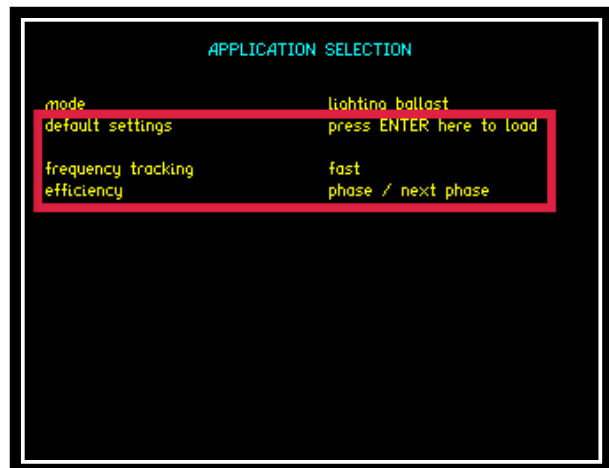 APPLICATION SELECTION
mode lighting ballast
default settings press ENTER here to load
frequency tracking fast
efficiency phase / next phase